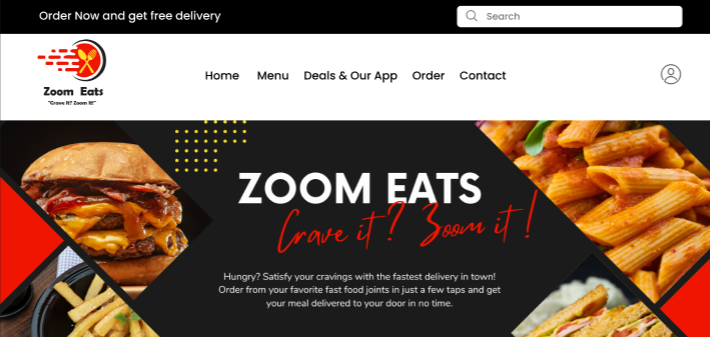 Order Now and get free delivery
Search
Zoom Eats
"Crave It? Zoom It!"
Home Menu Deals & Our App Order Contact
ZOOM EATS
Crave it? Zoom it!
Hungry? Satisfy your cravings with the fastest delivery in town!
Order from your favorite fast food joints in just a few taps and get
your meal delivered to your door in no time.